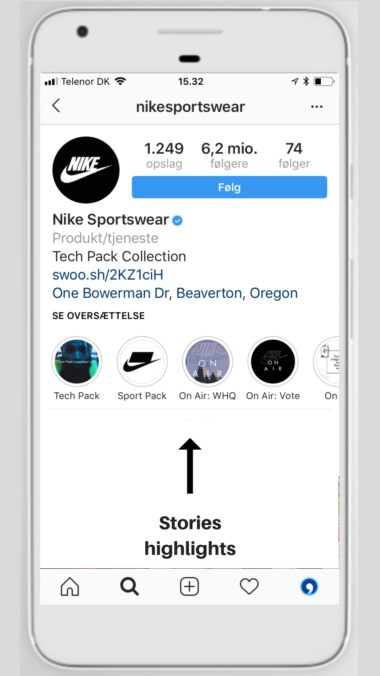 Telenor DK
15.32
nikesportswear
NIKE
1.249 6,2 mio. 74
opslag følgere følger
Følg
Nike Sportswear
Produkt/tjeneste
Tech Pack Collection
swoo.sh/2KZ1ciH
One Bowerman Dr, Beaverton, Oregon
SE OVERSÆTTELSE
ON
AIR
ON
AIR
Tech Pack Sport Pack On Air: WHQ On Air: Vote On
Stories
highlights